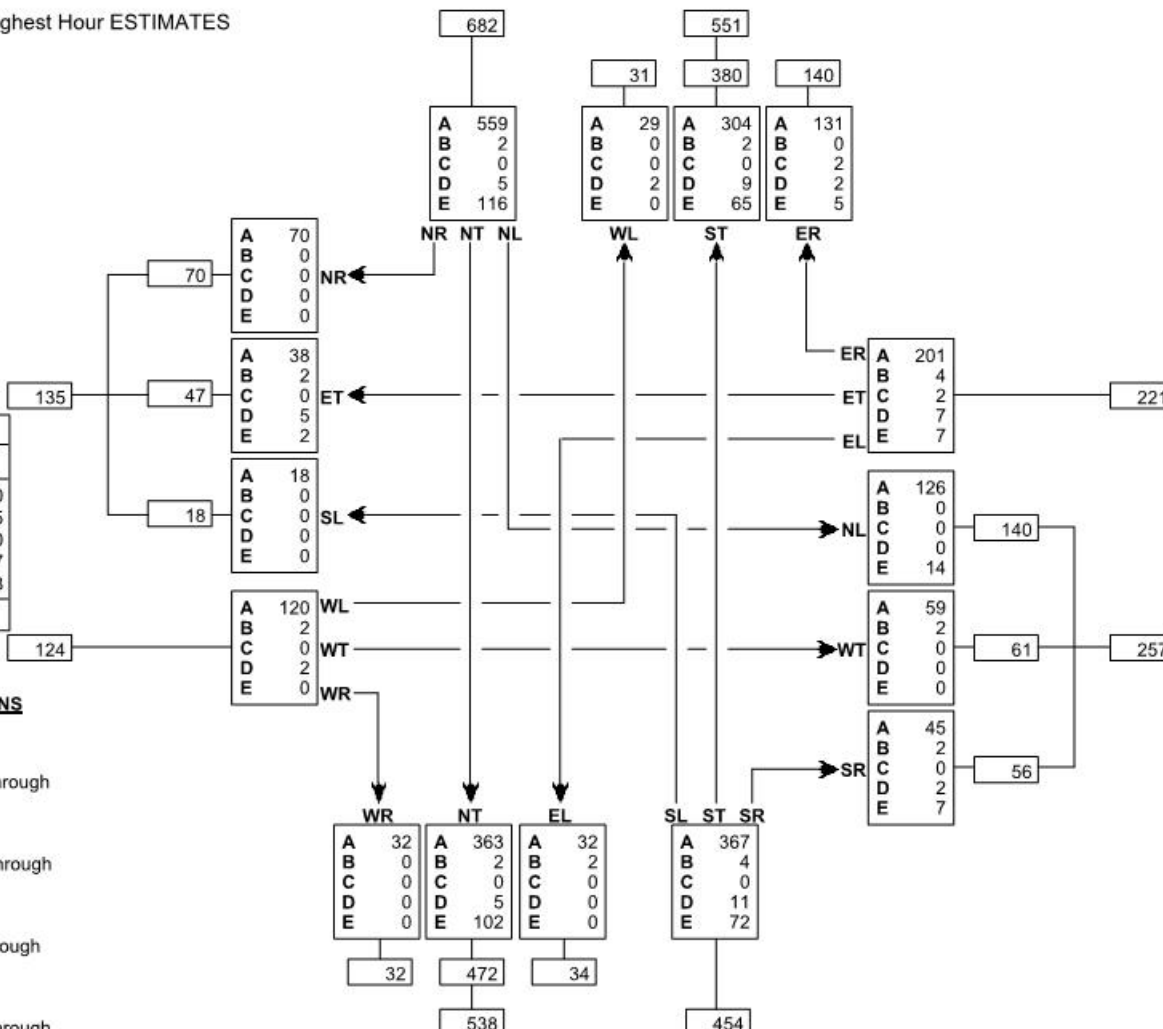 ghest Hour ESTIMATES
682
551
31
380
140
A 559
B 2
C 0
D 5
E 116
A 29
B 0
C 0
D 2
E 0
A 304
B 2
C 0
D 9
E 65
A 131
B 0
C 2
D 2
E 5
NR NT NL
WL
ST
ER
70
A 70
B 0
C 0
D 0
E 0
NR
135
47
A 38
B 2
C 0
D 5
E 2
ET
ER
ET
EL
A 201
B 4
C 2
D 7
E 7
221
18
A 18
B 0
C 0
D 0
E 0
SL
NL
A 126
B 0
C 0
D 0
E 14
140
124
A 120
B 2
C 0
D 2
E 0
WL
WT
WR
WT
A 59
B 2
C 0
D 0
E 0
61
257
NS
SR
A 45
B 2
C 0
D 2
E 7
56
rough
hrough
ough
rough
WR
NT
EL
SL ST SR
A 32
B 0
C 0
D 0
E 0
A 363
B 2
C 0
D 5
E 102
A 32
B 2
C 0
D 0
E 0
A 367
B 4
C 0
D 11
E 72
32
472
34
538
454